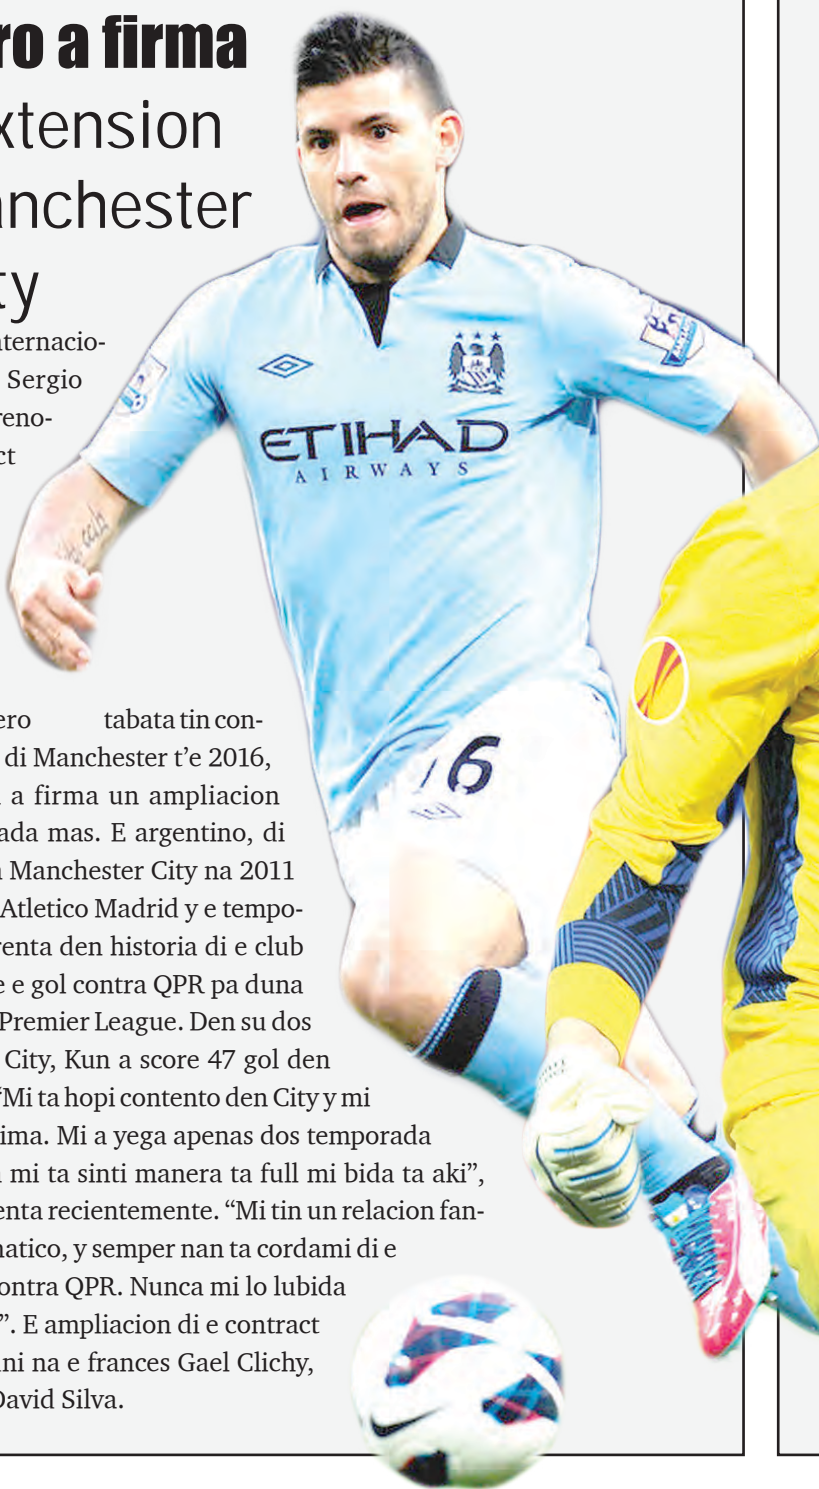 ro a firma
xtension
anchester
ty
nternacio-
Sergio
reno-
ct
ero tabata tin con-
di Manchester t'e 2016,
a firma un ampliacion
ada mas. E argentino, di
Manchester City na 2011
Atletico Madrid y e tempo-
renta den historia di e club
e e gol contra QPR pa duna
Premier League. Den su dos
City, Kun a score 47 gol den
“Mi ta hopi contento den City y mi
ima. Mi a yega apenas dos temporada
mi ta sinti manera ta full mi bida ta aki”,
enta recientemente. “Mi tin un relacion fan-
natico, y semper nan ta cordami di e
ontra QPR. Nunca mi lo lubida
”. E ampliacion di e contract
ni na e frances Gael Clichy,
David Silva.
ETIHAD
AIRWAYS
16